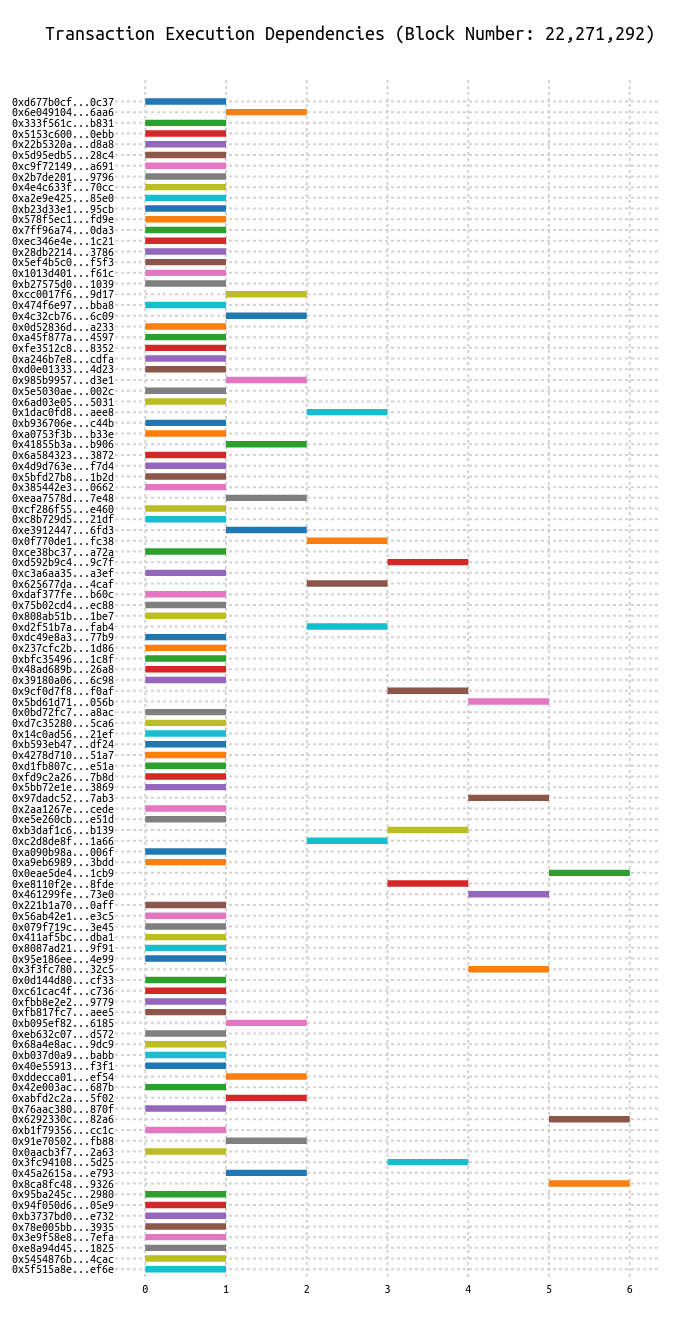 Transaction Execution Dependencies (Block Number: 22,271,292)
0xd677b0cf...0c37
0x6e049104...6aa6
0x333f561c...b831
0x5153c600...0ebb
0x22b5320a...d8a8
0x5d95edb5...28c4
0xc9f72149...a691
0x2b7de201...9796
0x4e4c633f...70cc
0xa2e9e425...85e0
0xb23d33e1...95cb
0x578f5ec1...fd9e
0x7ff96a74...0da3
0xec346e4e...1c21
0x28db2214...3786
0x5ef4b5c0...f5f3
0x1013d401...f61c
0xb27575d0...1039
0xcc0017f6...9d17
0x474f6e97...bba8
0x4c32cb76...6c09
0x0d52836d...a233
0xa45f877a...4597
0xfe3512c8...8352
0xa246b7e8...cdfa
0xd0e01333...4d23
0x985b9957...d3e1
0x5e5030ae...002c
0x6ad03e05...5031
0x1dac0fd8...aee8
0xb936706e...c44b
0xa0753f3b...b33e
0x41855b3a...b906
0x6a584323...3872
0x4d9d763e...f7d4
0x5bfd27b8...1b2d
0x385442e3...0662
0xeaa7578d...7e48
0xcf286f55...e460
0xc8b729d5...21df
0xe3912447...6fd3
0x0f770de1...fc38
0xce38bc37...a72a
0xd592b9c4...9c7f
0xc3a6aa35...a3ef
0x625677da...4caf
0xdaf377fe...b60c
0x75b02cd4...ec88
0x808ab51b...1be7
0xd2f51b7a...fab4
0xdc49e8a3...77b9
0x237cfc2b...1d86
0xbfc35496...1c8f
0x48ad689b...26a8
0x39180a06...6c98
0x9cf0d7f8...f0af
0x5bd61d71...056b
0x0bd72fc7...a8ac
0xd7c35280...5ca6
0x14c0ad56...21ef
0xb593eb47...df24
0x4278d710...51a7
0xd1fb807c...e51a
0xfd9c2a26...7b8d
0x5bb72e1e...3869
0x97dadc52...7ab3
0x2aa1267e...cede
0xe5e260cb...e51d
0xb3daf1c6...b139
0xc2d8de8f...1a66
0xa090b98a...006f
0xa9eb6989...3bdd
0x0eae5de4...1cb9
0xe8110f2e...8fde
0x461299fe...73e0
0x221b1a70...0aff
0x56ab42e1...e3c5
0x079f719c...3e45
0x411af5bc...dba1
0x8087ad21...9f91
0x95e186ee...4e99
0x3f3fc780...32c5
0x0d144d80...cf33
0xc61cac4f...c736
0xfbb8e2e2...9779
0xfb817fc7...aee5
0xb095ef82...6185
0xeb632c07...d572
0x68a4e8ac...9dc9
0xb037d0a9...babb
0x40e55913...f3f1
0xddecca01...ef54
0x42e003ac...687b
0xabfd2c2a...5f02
0x76aac380...870f
0x6292330c...82a6
0xb1f79356...cc1c
0x91e70502...fb88
0x0aacb3f7...2a63
0x3fc94108...5d25
0x45a2615a...e793
0x8ca8fc48...9326
0x95ba245c...2980
0x94f050d6...05e9
0xb3737bd0...e732
0x78e005bb...3935
0x3e9f58e8...7efa
0xe8a94d45...1825
0x5454876b...4cac
0x5f515a8e...ef6e
0 1 2 3 4 5 6